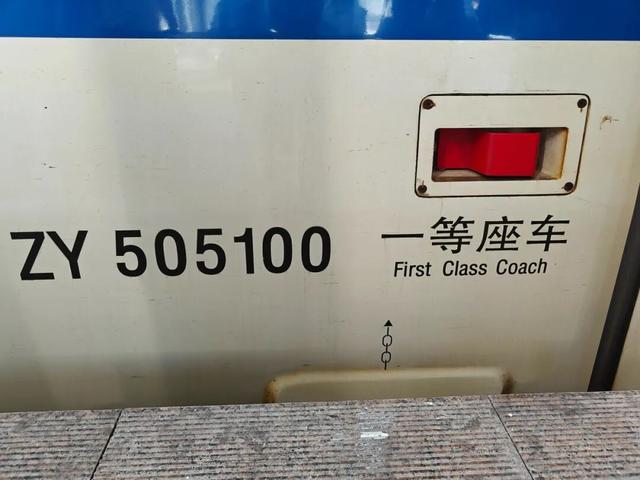 ZY 505100
一等座车
First Class Coach